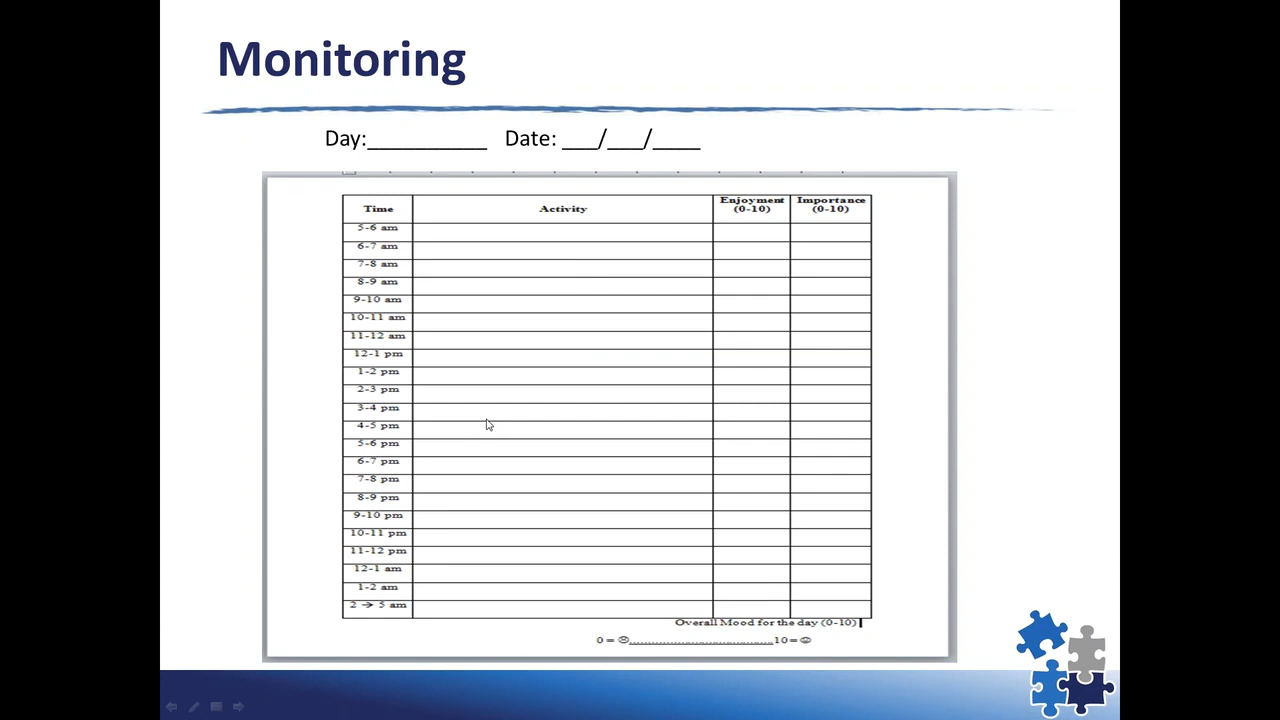 Monitoring
Day:__________ Date: ___/___/____
Time Activity Enjoyment (0-10) Importance (0-10)
5-6 am
6-7 am
7-8 am
8-9 am
9-10 am
10-11 am
11-12 am
12-1 pm
1-2 pm
2-3 pm
3-4 pm
4-5 pm
5-6 pm
6-7 pm
7-8 pm
8-9 pm
9-10 pm
10-11 pm
11-12 pm
12-1 am
1-2 am
2 → 5 am
Overall Mood for the day (0-10)
0 = ☹........................................10 = ☺